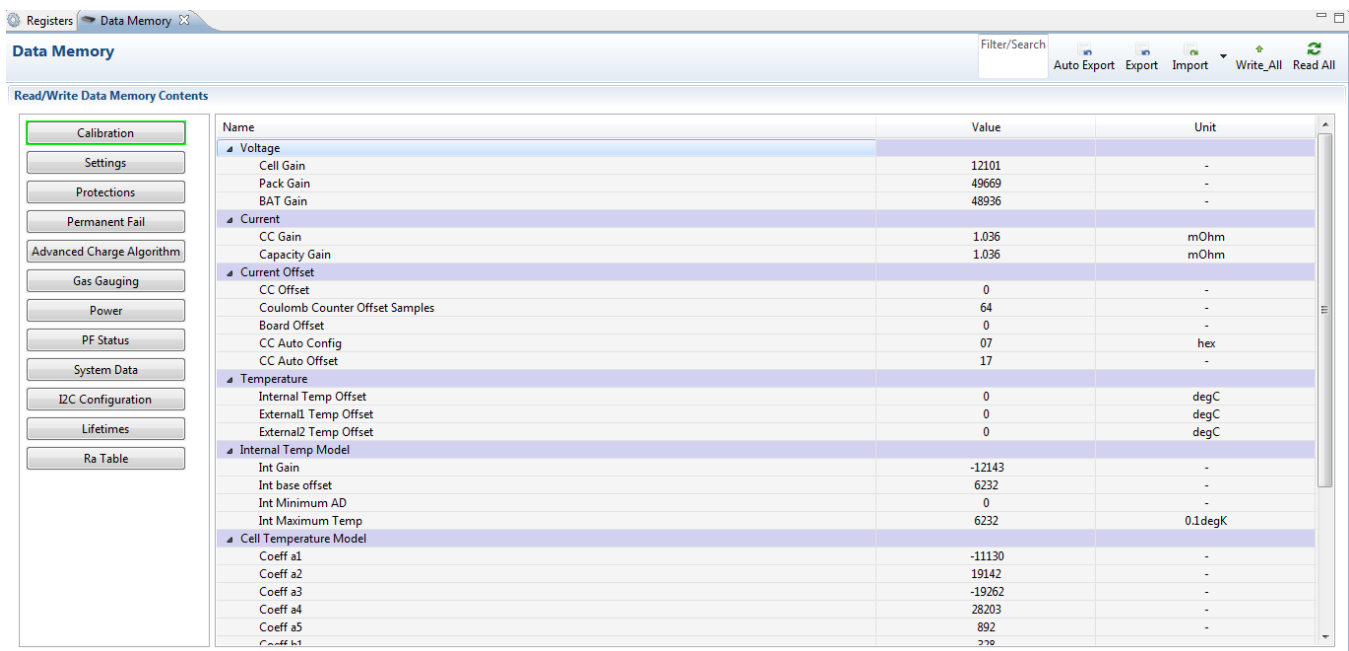 Registers Data Memory
Data Memory
Filter/Search
Auto Export Export Import Write_All Read All
Read/Write Data Memory Contents
Calibration
Settings
Protections
Permanent Fail
Advanced Charge Algorithm
Gas Gauging
Power
PF Status
System Data
I2C Configuration
Lifetimes
Ra Table
Name Value Unit
Voltage
Cell Gain 12101 -
Pack Gain 49669 -
BAT Gain 48936 -
Current
CC Gain 1.036 mOhm
Capacity Gain 1.036 mOhm
Current Offset
CC Offset 0 -
Coulomb Counter Offset Samples 64 -
Board Offset 0 -
CC Auto Config 07 hex
CC Auto Offset 17 -
Temperature
Internal Temp Offset 0 degC
External1 Temp Offset 0 degC
External2 Temp Offset 0 degC
Internal Temp Model
Int Gain -12143 -
Int base offset 6232 -
Int Minimum AD 0 -
Int Maximum Temp 6232 0.1degK
Cell Temperature Model
Coeff a1 -11130 -
Coeff a2 19142 -
Coeff a3 -19262 -
Coeff a4 28203 -
Coeff a5 892 -
Coeff b1 328